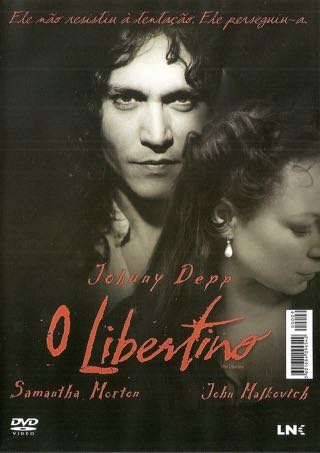 Ele não resistiu à tentação. Ele perseguiu-a.
Johnny Depp
O Libertino
The Libertine
Samantha Morton
John Malkovich
DVD
VIDEO
LNK